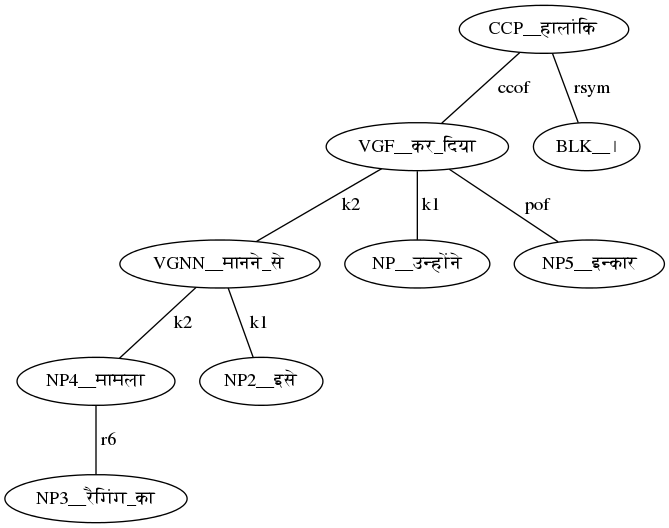 CCP__हालांकि
ccof
rsym
VGF__कर_दिया
BLK__।
k2
k1
pof
VGNN__मानने_से
NP__उन्होंने
NP5__इन्कार
k2
k1
NP4__मामला
NP2__इसे
r6
NP3__रैगिंग_का